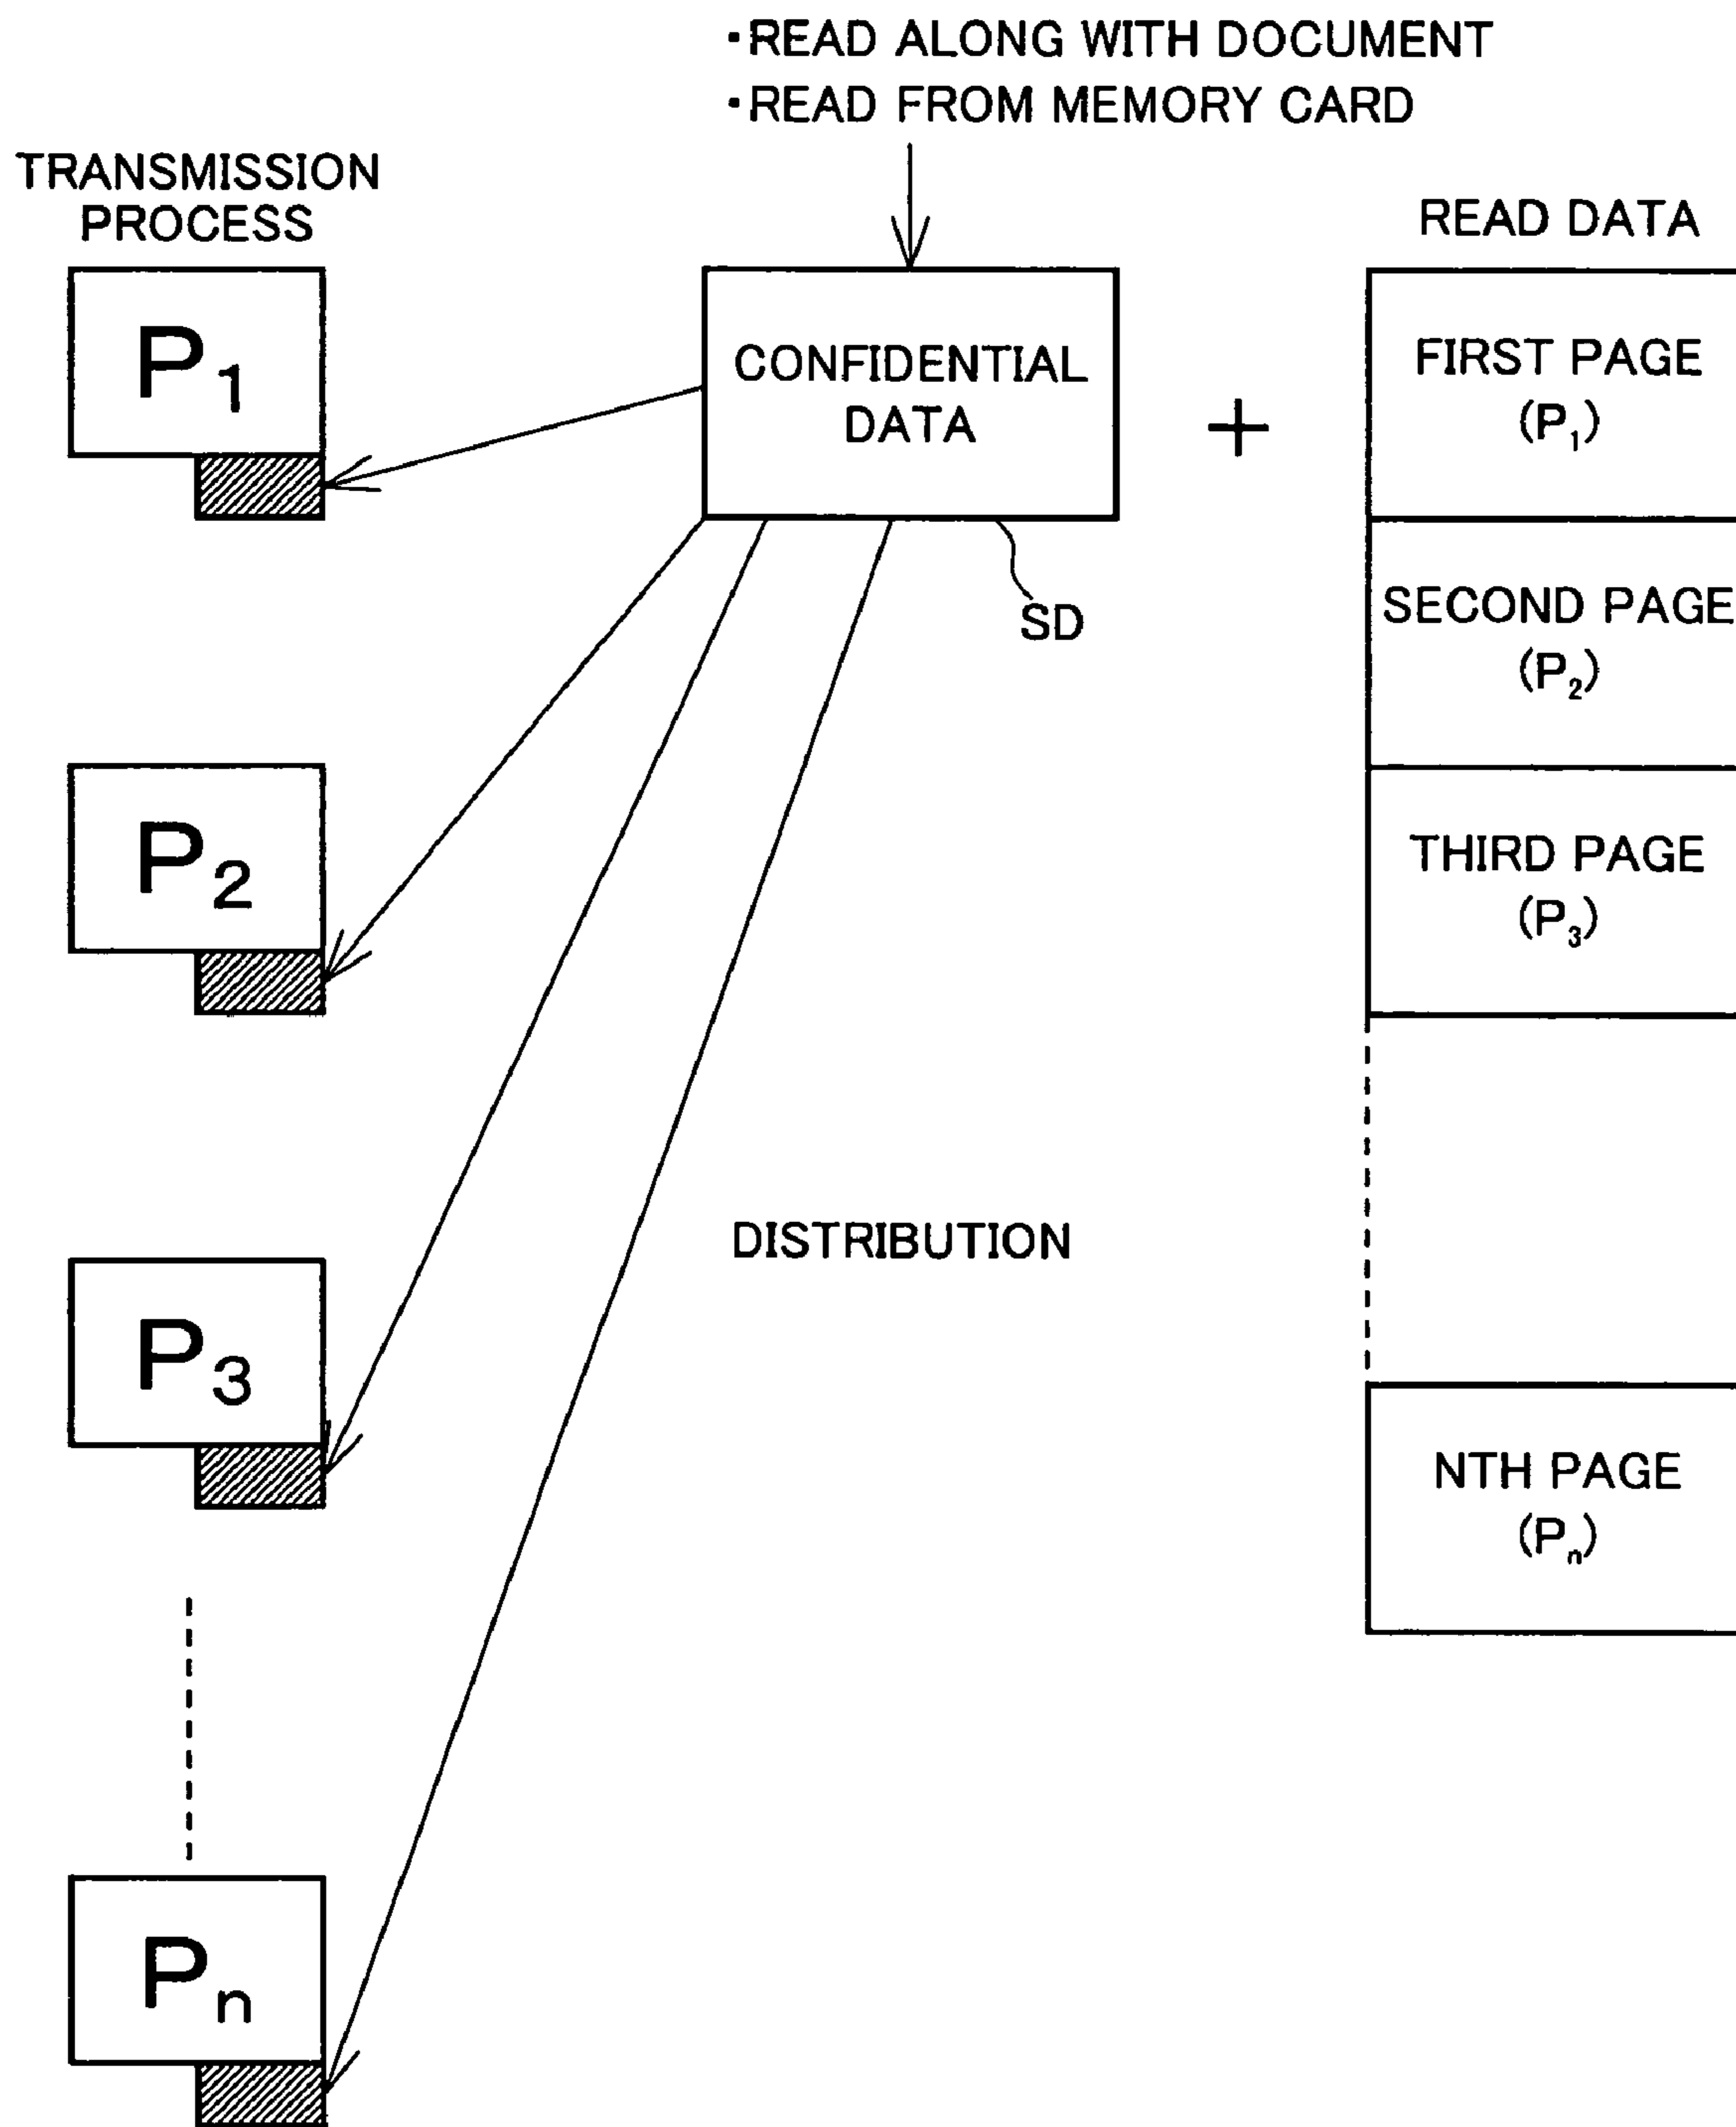 ・READ ALONG WITH DOCUMENT
・READ FROM MEMORY CARD
TRANSMISSION
PROCESS
READ DATA
P₁
CONFIDENTIAL
DATA
+
FIRST PAGE
(P₁)
SD
SECOND PAGE
(P₂)
P₂
THIRD PAGE
(P₃)
DISTRIBUTION
P₃
NTH PAGE
(Pₙ)
Pₙ